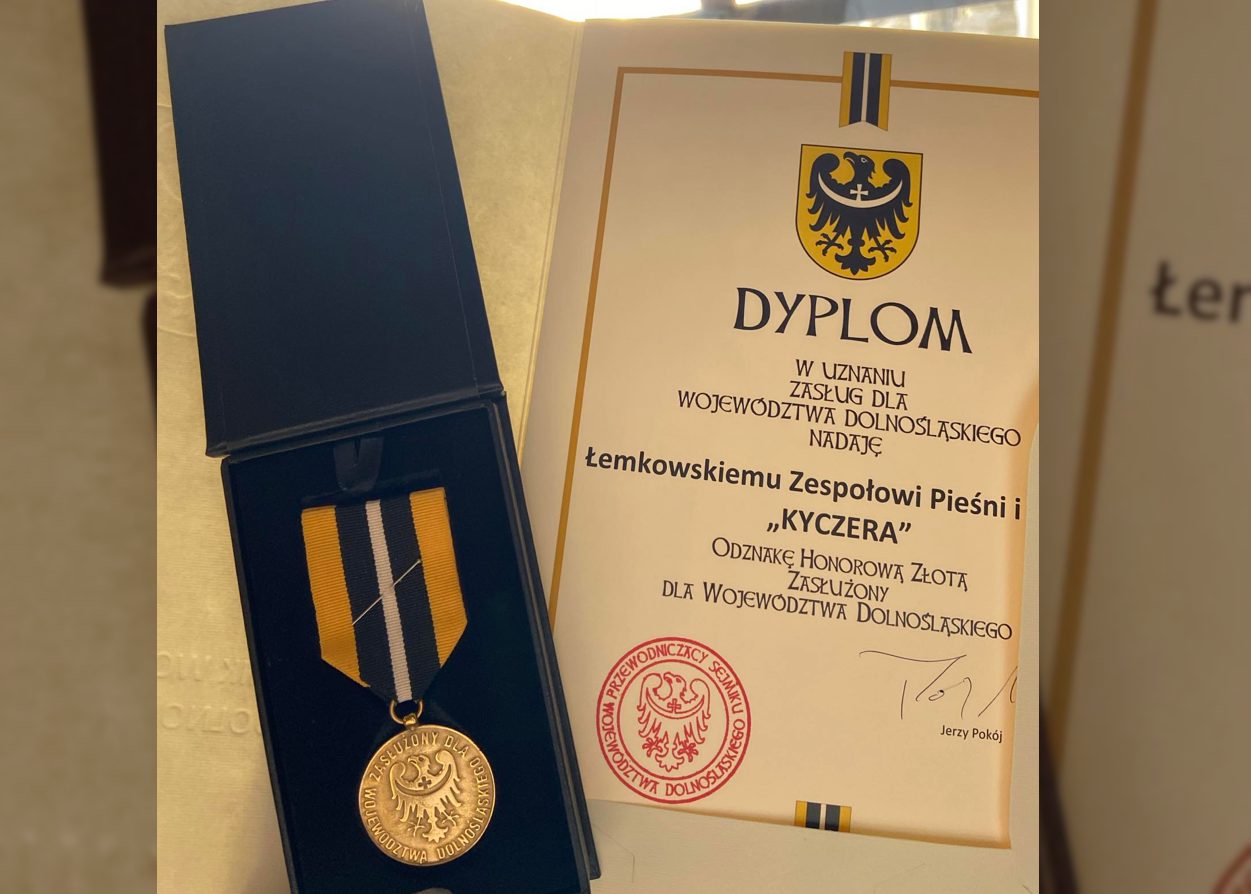 DYPLOM
W UZNANIU
ZASŁUG DLA
WOJEWÓDZTWA DOLNOŚLĄSKIEGO
NADAJĘ
Łemkowskiemu Zespołowi Pieśni i
„KYCZERA”
ODZNAKĘ HONOROWĄ ZŁOTĄ
ZASŁUŻONY
DLA WOJEWÓDZTWA DOLNOŚLĄSKIEGO
Jerzy Pokój
PRZEWODNICZĄCY SEJMIKU
WOJEWÓDZTWA DOLNOŚLĄSKIEGO
ZASŁUŻONY DLA
WOJEWÓDZTWA DOLNOŚLĄSKIEGO
Łem